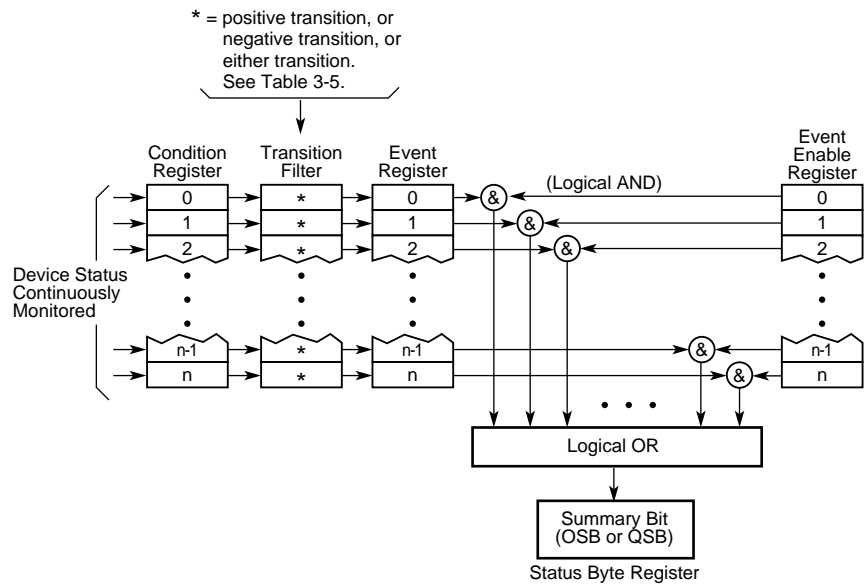 * = positive transition, or
negative transition, or
either transition.
See Table 3-5.
Condition
Register
Transition
Filter
Event
Register
Event
Enable
Register
(Logical AND)
0 * 0 & 0
1 * 1 & 1
2 * 2 & 2
Device Status
Continuously
Monitored
n-1 * n-1 & n-1
n * n & n
Logical OR
Summary Bit
(OSB or QSB)
Status Byte Register